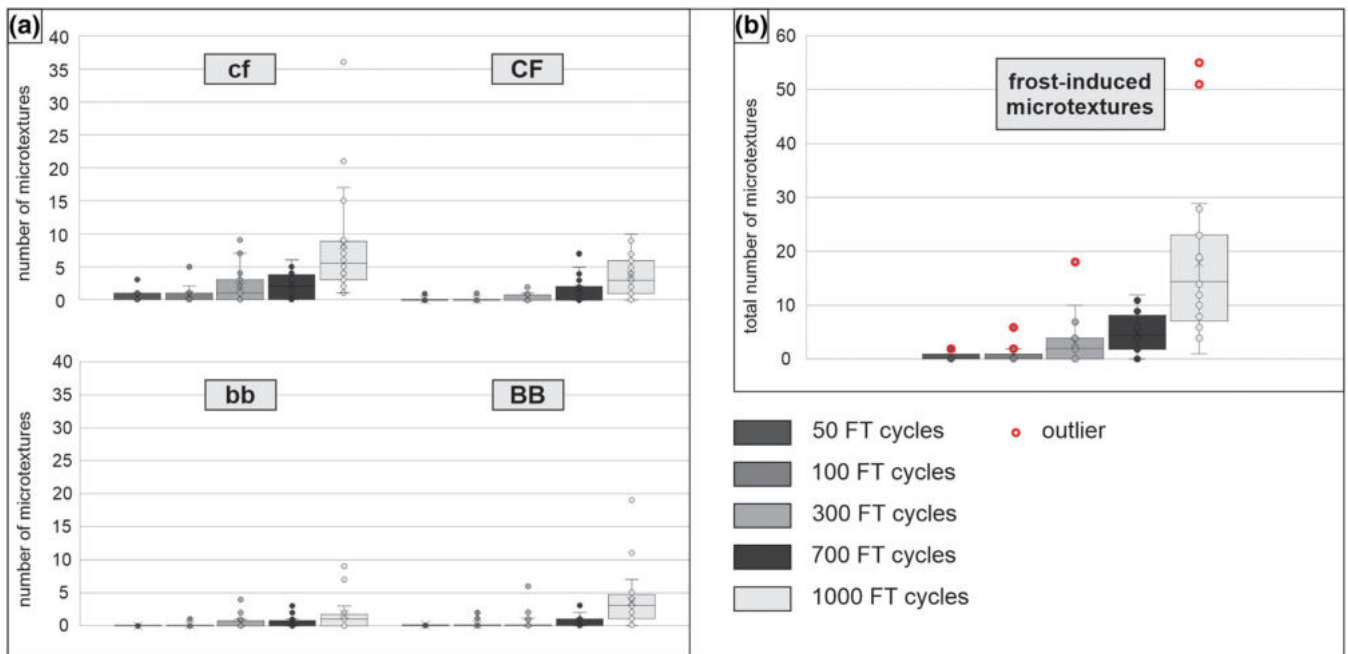 (a)
40
35
30
25
20
15
10
5
0
number of microtextures
cf
CF
40
35
30
25
20
15
10
5
0
number of microtextures
bb
BB
(b)
60
50
40
30
20
10
0
total number of microtextures
frost-induced
microtextures
50 FT cycles
outlier
100 FT cycles
300 FT cycles
700 FT cycles
1000 FT cycles